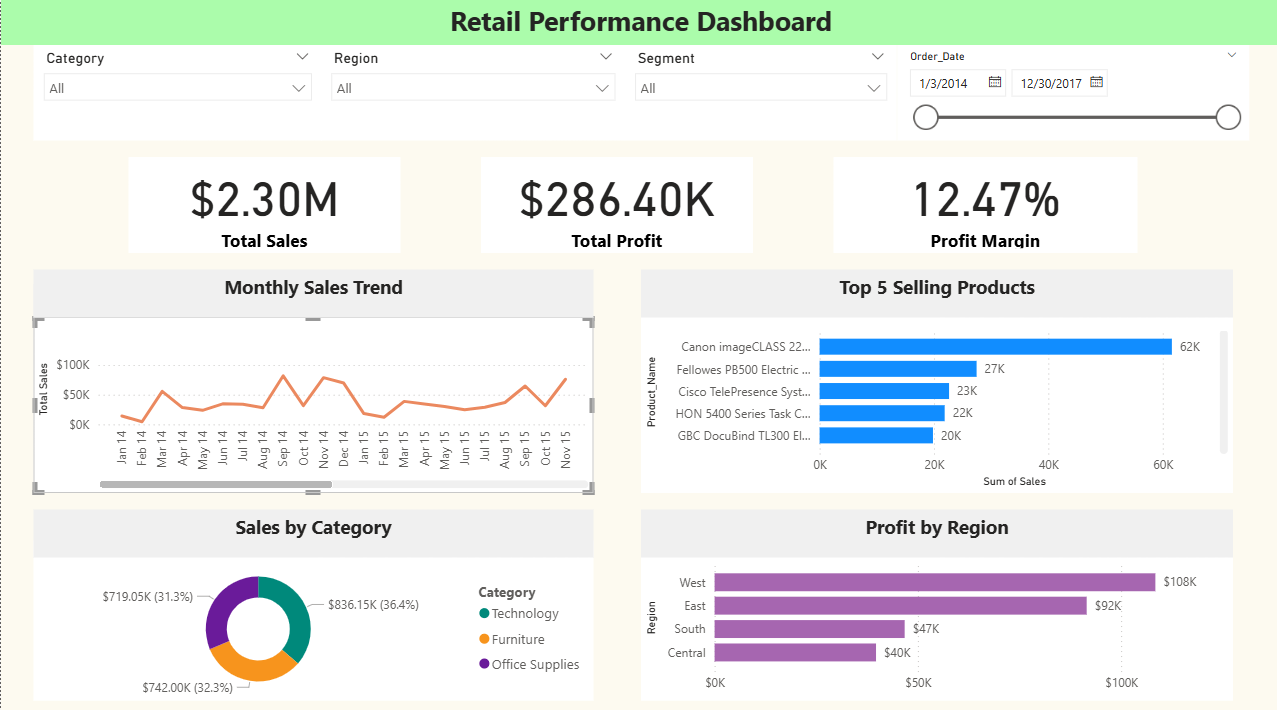 Retail Performance Dashboard
Category
Region
Segment
Order_Date
All
All
All
1/3/2014
12/30/2017
$2.30M
Total Sales
$286.40K
Total Profit
12.47%
Profit Margin
Monthly Sales Trend
Total Sales
$100K
$50K
$0K
Jan 14
Feb 14
Mar 14
Apr 14
May 14
Jun 14
Jul 14
Aug 14
Sep 14
Oct 14
Nov 14
Dec 14
Jan 15
Feb 15
Mar 15
Apr 15
May 15
Jun 15
Jul 15
Aug 15
Sep 15
Oct 15
Nov 15
Top 5 Selling Products
Product_Name
Canon imageCLASS 22... 62K
Fellowes PB500 Electric ... 27K
Cisco TelePresence Syst... 23K
HON 5400 Series Task C... 22K
GBC DocuBind TL300 El... 20K
0K 20K 40K 60K
Sum of Sales
Sales by Category
$719.05K (31.3%)
$836.15K (36.4%)
$742.00K (32.3%)
Category
Technology
Furniture
Office Supplies
Profit by Region
Region
West $108K
East $92K
South $47K
Central $40K
$0K $50K $100K